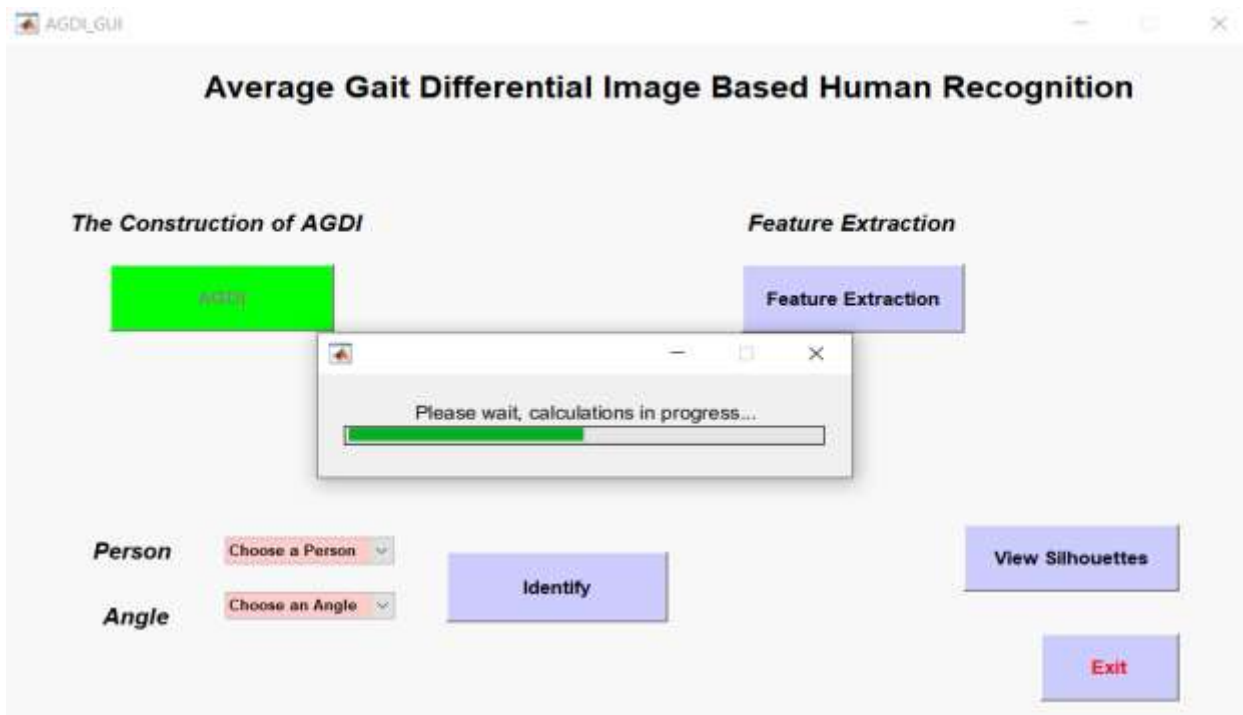 AGDI_GUI
Average Gait Differential Image Based Human Recognition
The Construction of AGDI
Feature Extraction
AGDI
Feature Extraction
Please wait, calculations in progress...
Person
Choose a Person
Angle
Choose an Angle
Identify
View Silhouettes
Exit